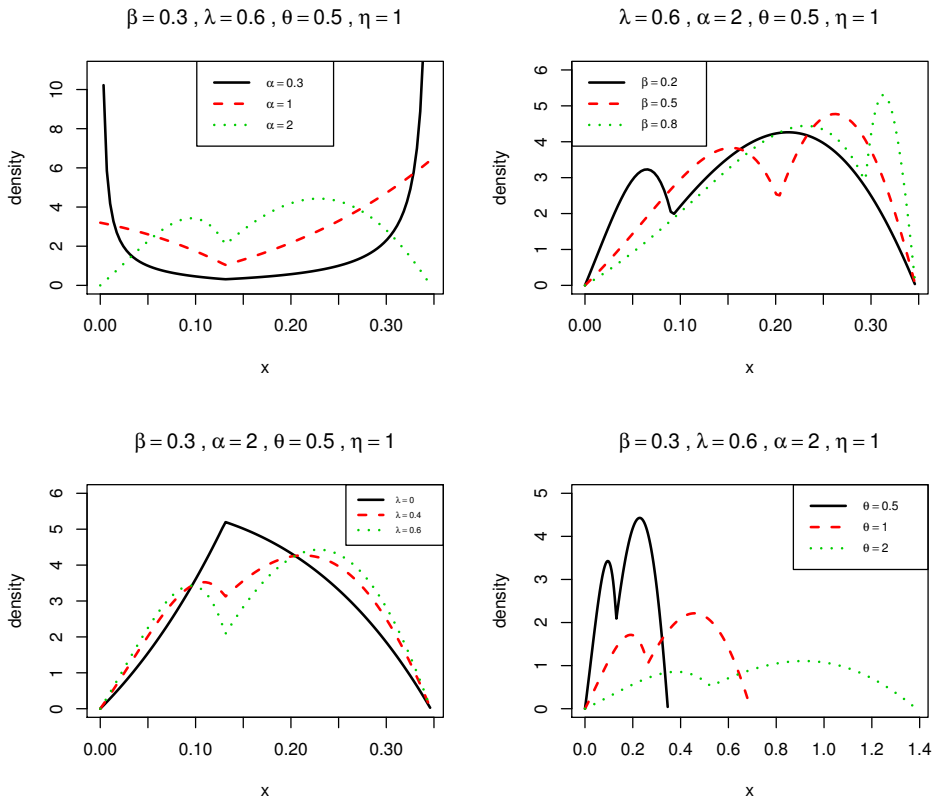 β = 0.3 , λ = 0.6 , θ = 0.5 , η = 1
α = 0.3
α = 1
α = 2
density
0 2 4 6 8 10
0.00 0.10 0.20 0.30
x
λ = 0.6 , α = 2 , θ = 0.5 , η = 1
β = 0.2
β = 0.5
β = 0.8
density
0 1 2 3 4 5 6
0.00 0.10 0.20 0.30
x
β = 0.3 , α = 2 , θ = 0.5 , η = 1
λ = 0
λ = 0.4
λ = 0.6
density
0 1 2 3 4 5 6
0.00 0.10 0.20 0.30
x
β = 0.3 , λ = 0.6 , α = 2 , η = 1
θ = 0.5
θ = 1
θ = 2
density
0 1 2 3 4 5
0.0 0.2 0.4 0.6 0.8 1.0 1.2 1.4
x